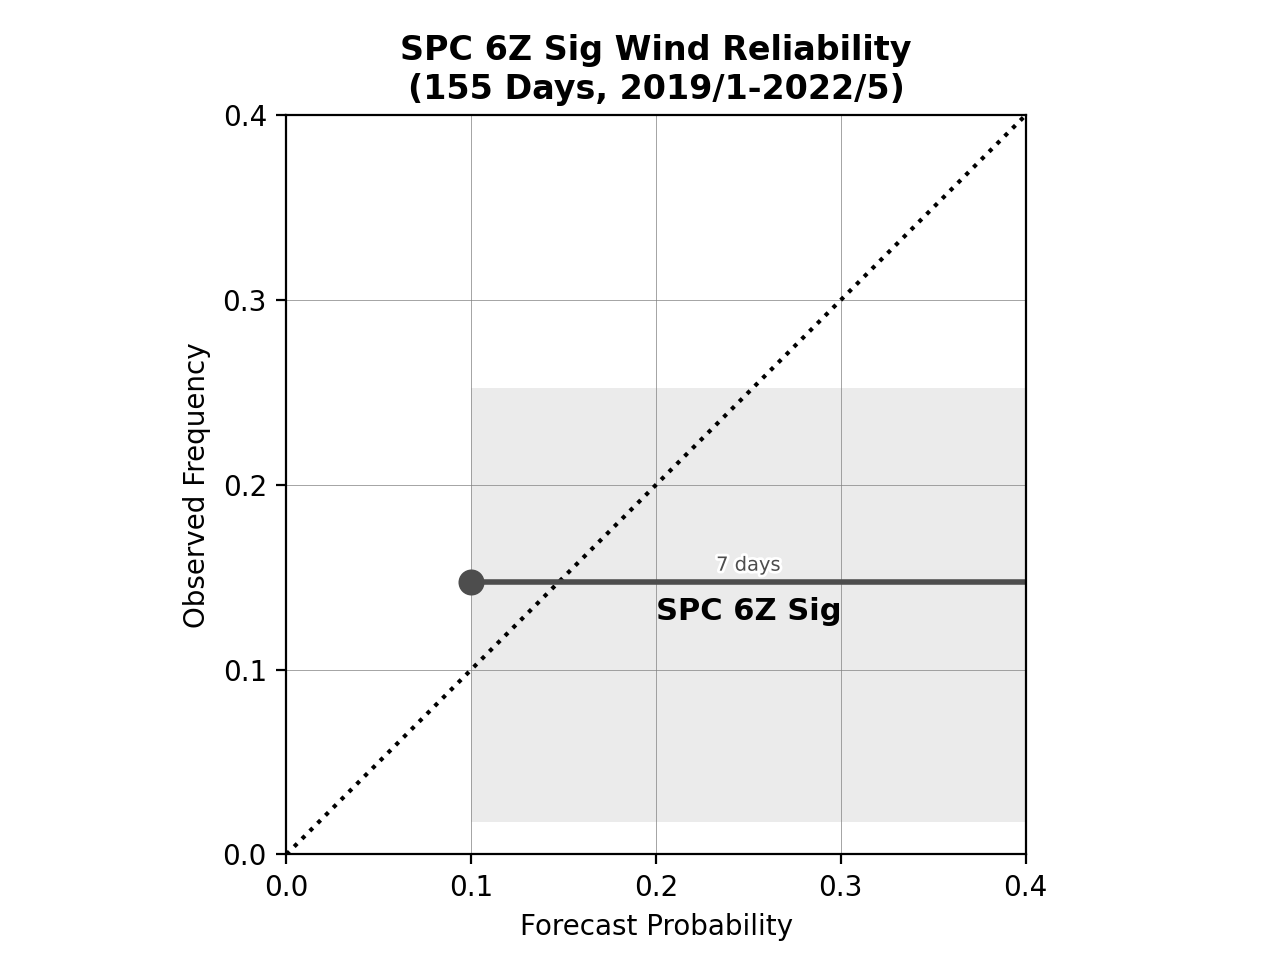 SPC 6Z Sig Wind Reliability
(155 Days, 2019/1-2022/5)
0.4
0.3
0.2
0.1
0.0
Observed Frequency
7 days
SPC 6Z Sig
0.0 0.1 0.2 0.3 0.4
Forecast Probability